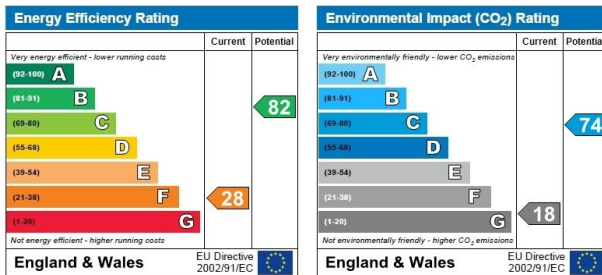 Energy Efficiency Rating
Current Potential
Very energy efficient - lower running costs
(92-100) A
(81-91) B
(69-80) C
(55-68) D
(39-54) E
(21-38) F
(1-20) G
82
28
Not energy efficient - higher running costs
England & Wales
EU Directive
2002/91/EC
Environmental Impact (CO₂) Rating
Current Potential
Very environmentally friendly - lower CO₂ emissions
(92-100) A
(81-91) B
(69-80) C
(55-68) D
(39-54) E
(21-38) F
(1-20) G
74
18
Not environmentally friendly - higher CO₂ emissions
England & Wales
EU Directive
2002/91/EC